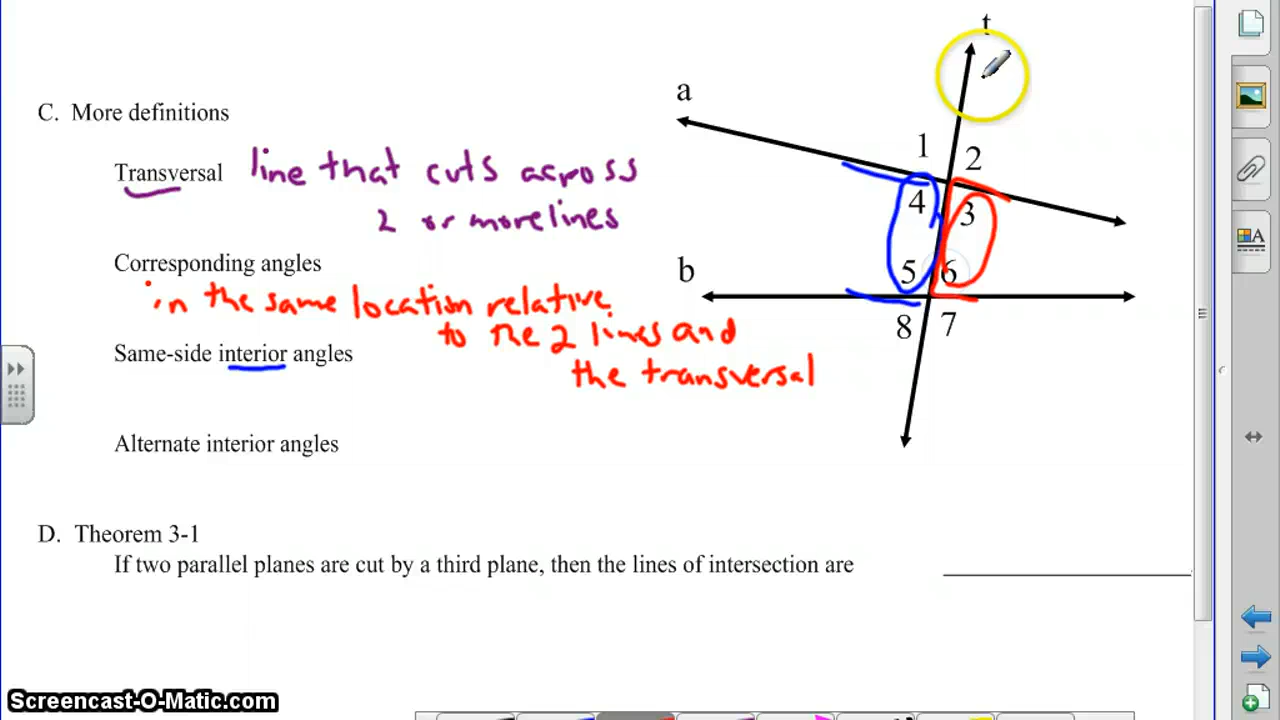 t
a
C. More definitions
1
2
Transversal line that cuts across
2 or more lines
4
3
Corresponding angles
b
5
6
in the same location relative
to the 2 lines and
8
7
Same-side interior angles
the transversal
Alternate interior angles
D. Theorem 3-1
If two parallel planes are cut by a third plane, then the lines of intersection are
Screencast-O-Matic.com